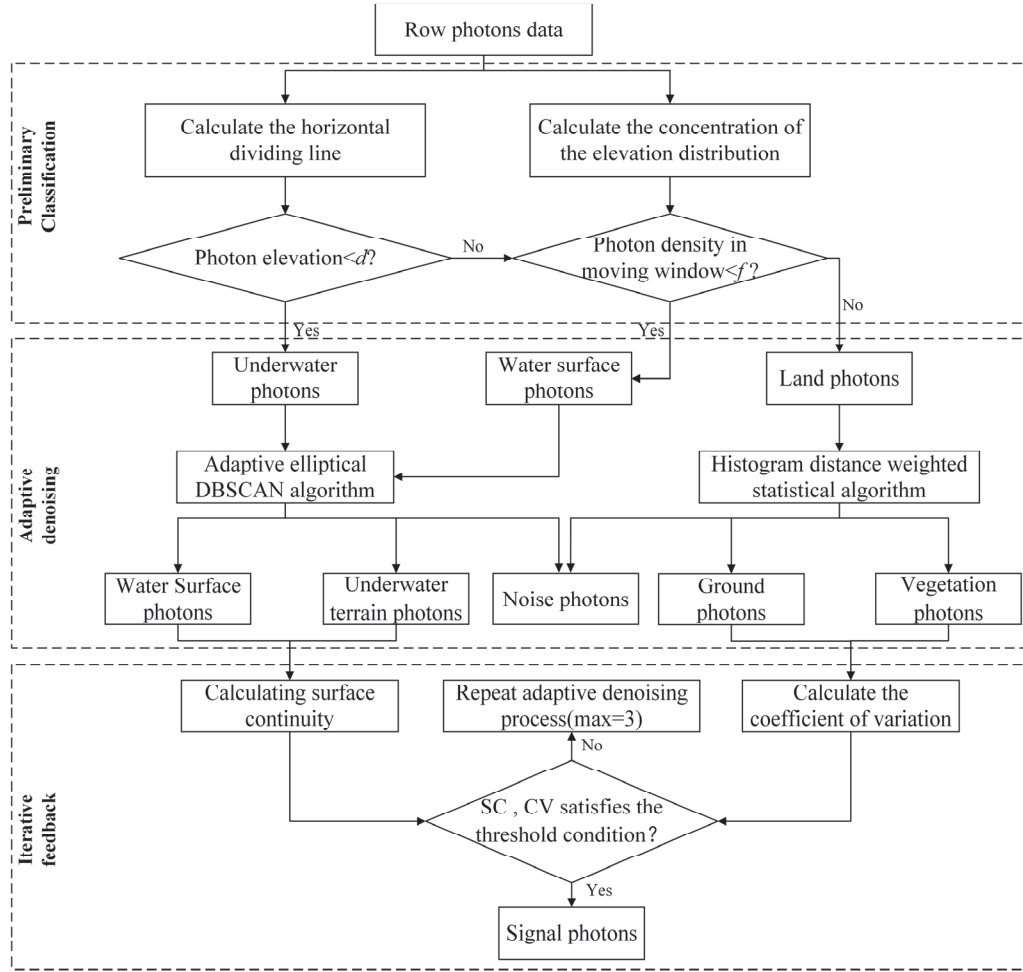 Row photons data
Preliminary
Classification
Calculate the horizontal
dividing line
Calculate the concentration of
the elevation distribution
Photon elevation<d?
No
Photon density in
moving window<f ?
No
Yes
Yes
Adaptive
denoising
Underwater
photons
Water surface
photons
Land photons
Adaptive elliptical
DBSCAN algorithm
Histogram distance weighted
statistical algorithm
Water Surface
photons
Underwater
terrain photons
Noise photons
Ground
photons
Vegetation
photons
Iterative
feedback
Calculating surface
continuity
Repeat adaptive denoising
process(max=3)
Calculate the
coefficient of variation
No
SC , CV satisfies the
threshold condition?
Yes
Signal photons